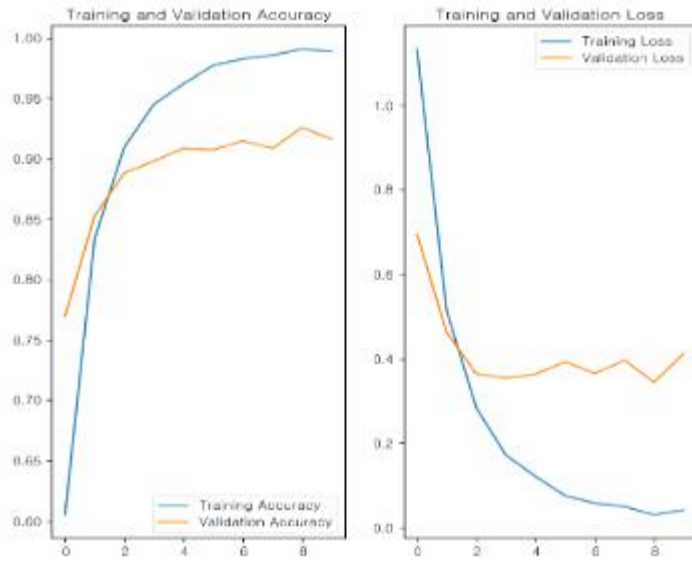 Training and Validation Accuracy
1.00
0.95
0.90
0.85
0.80
0.75
0.70
0.65
0.60
Training Accuracy
Validation Accuracy
0 2 4 6 8
Training and Validation Loss
Training Loss
Validation Loss
1.0
0.8
0.6
0.4
0.2
0.0
0 2 4 6 8